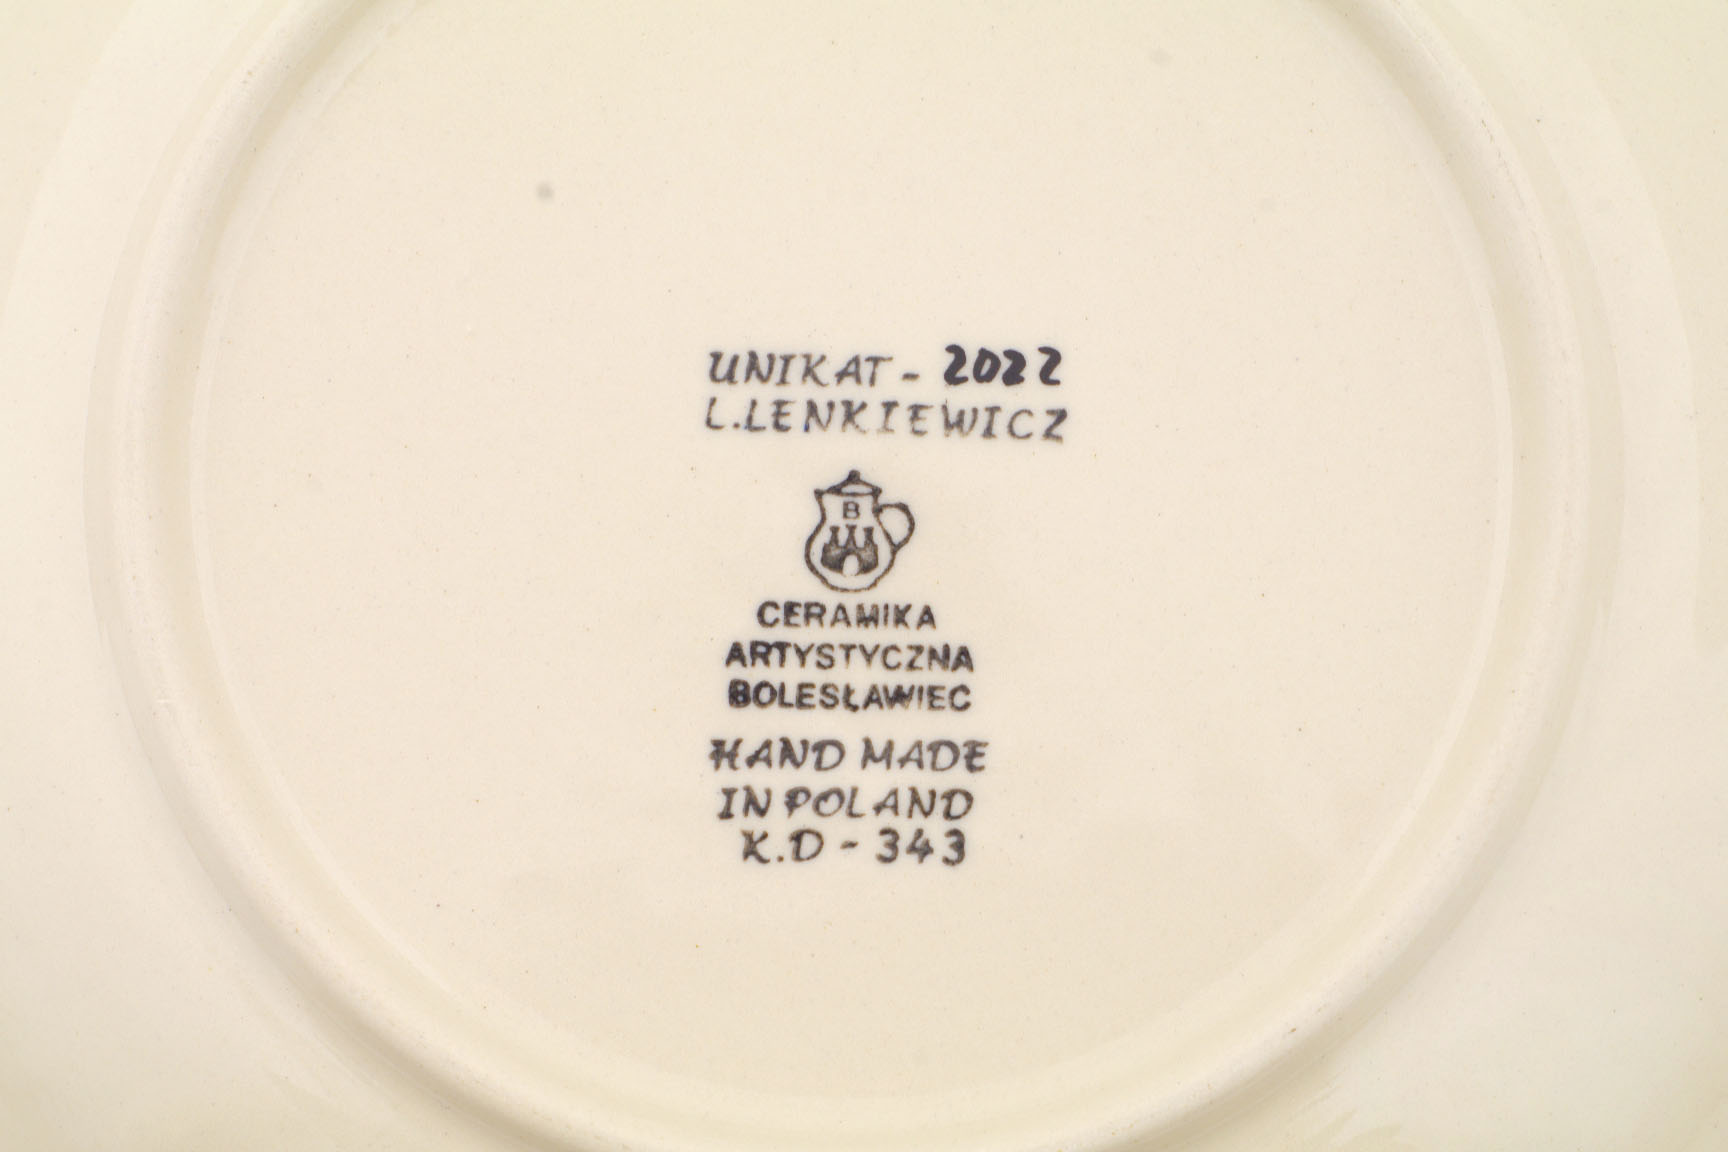 UNIKAT - 2022
L.LENKIEWICZ
B
CERAMIKA
ARTYSTYCZNA
BOLESŁAWIEC
HAND MADE
IN POLAND
K.D - 343